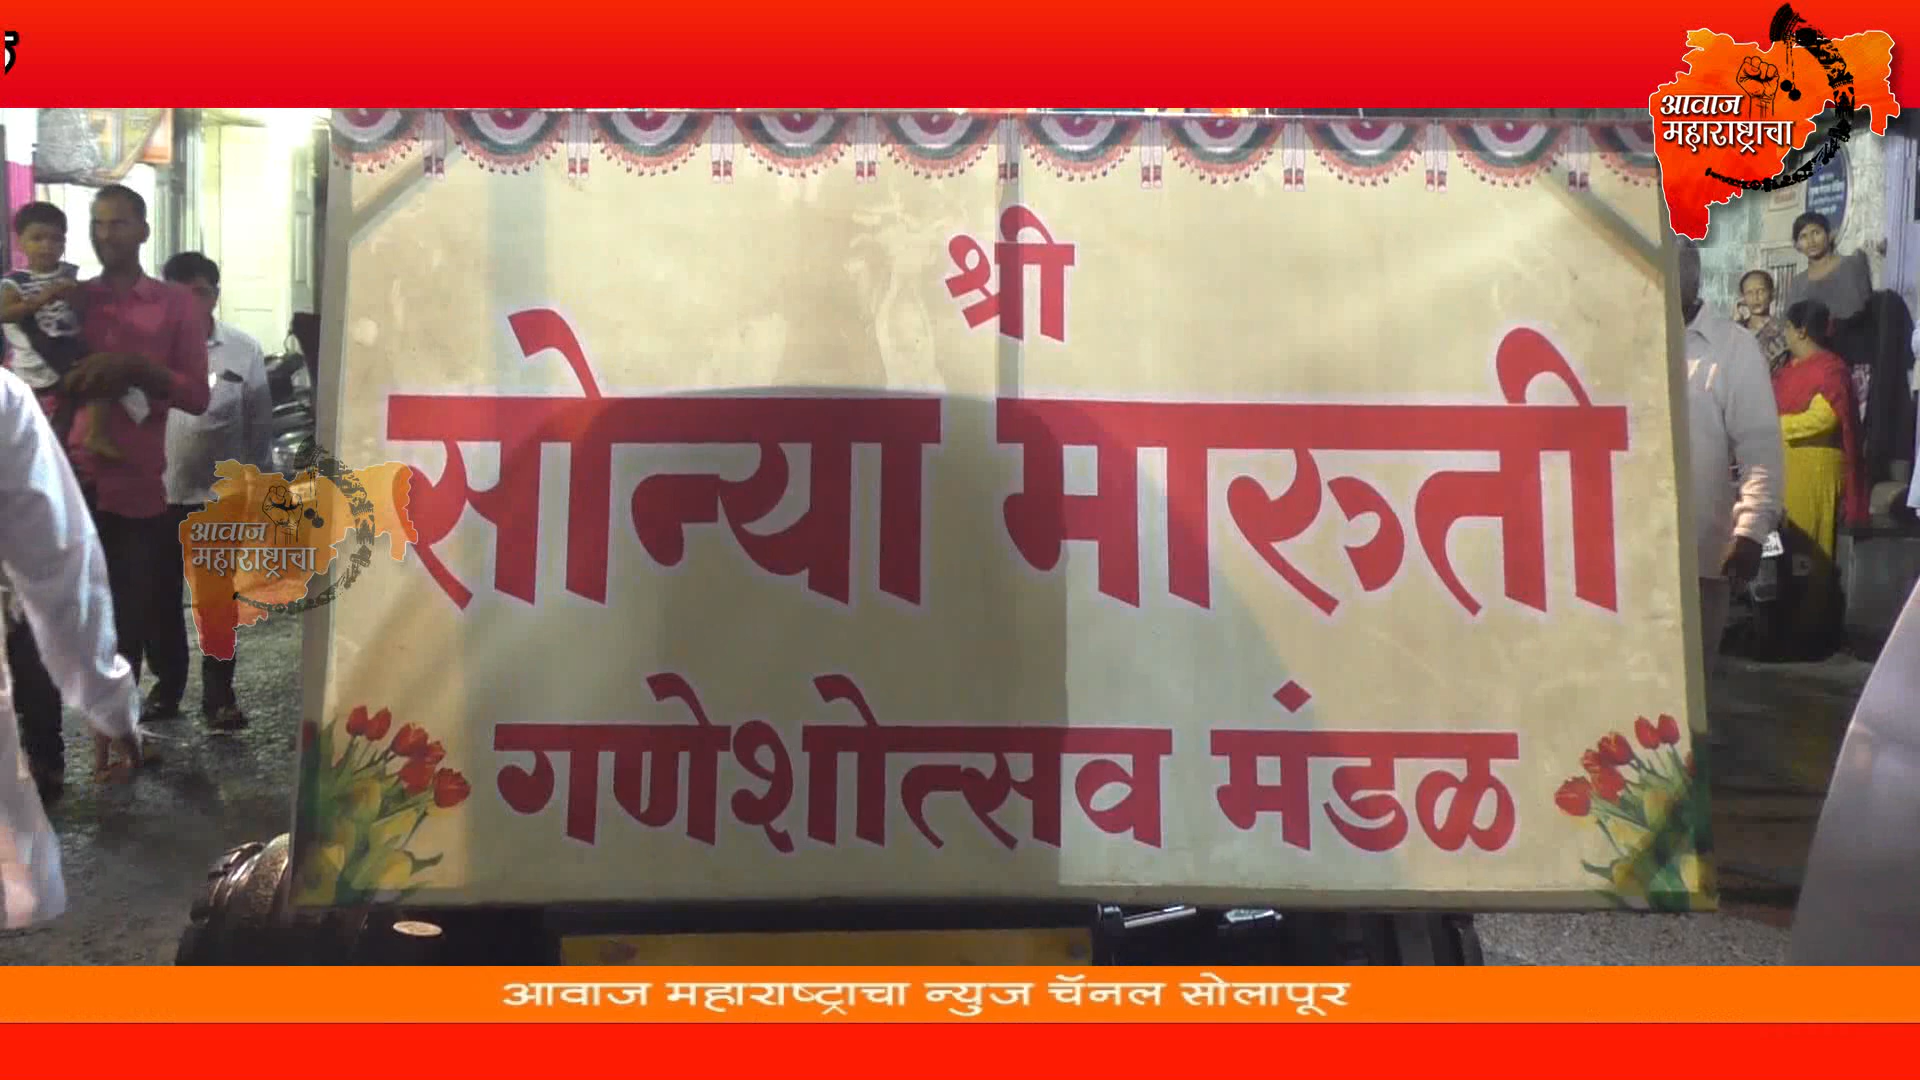 आवाज
महाराष्ट्राचा
श्री
सोन्या मारुती
आवाज
महाराष्ट्राचा
गणेशोत्सव मंडळ
आवाज महाराष्ट्राचा न्युज चॅनल सोलापूर